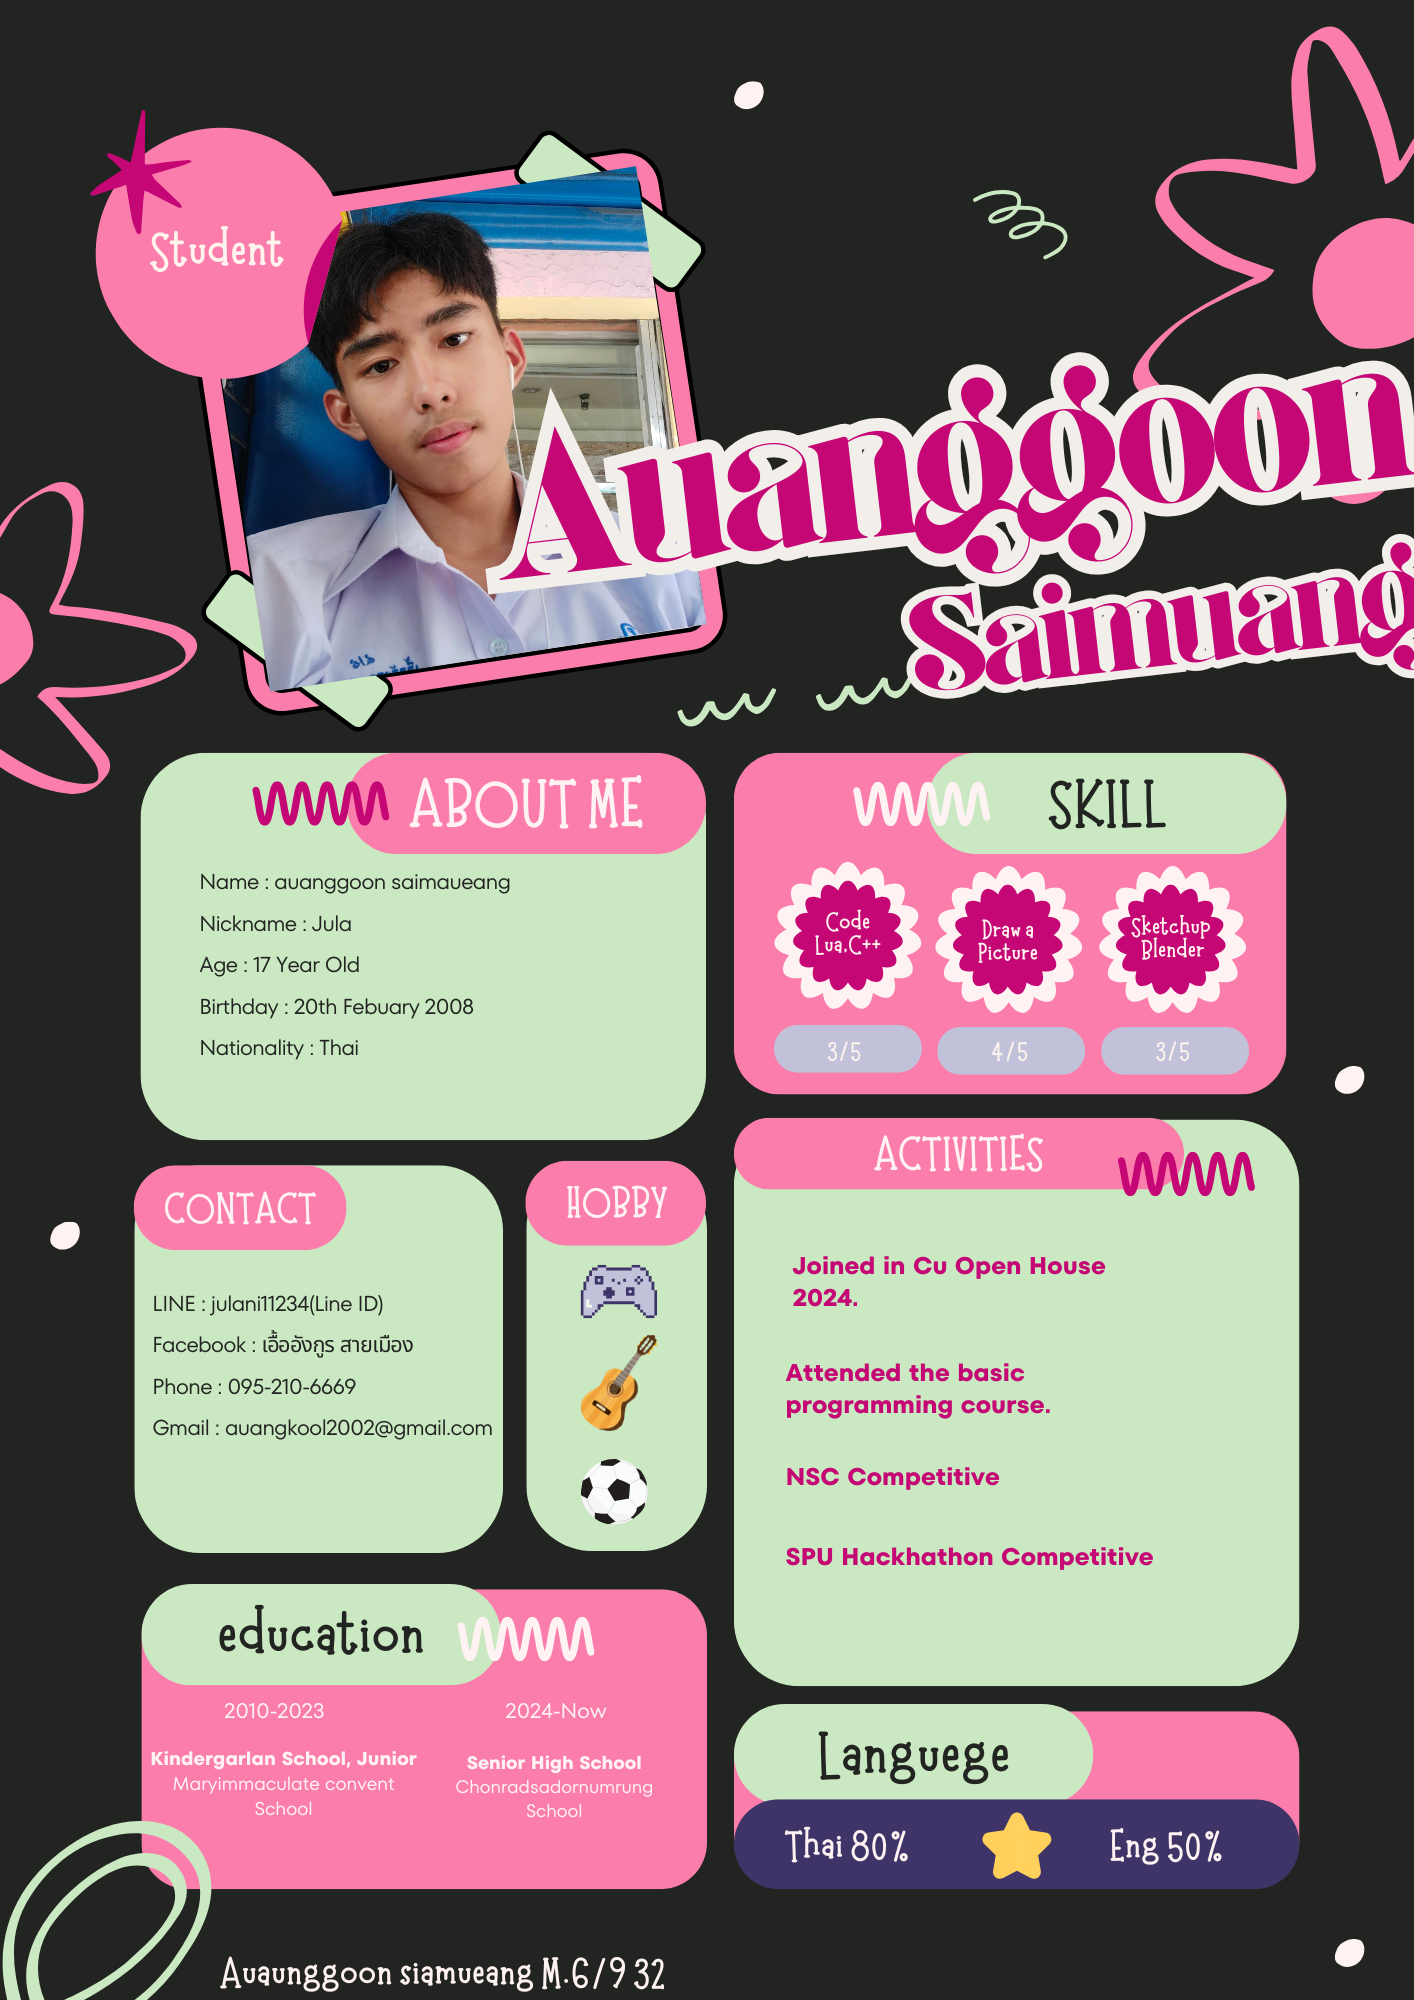 Student
Auanggoon
Saimuang
ธ.ร.
ABOUT ME
Name : auanggoon saimaueang
Nickname : Jula
Age : 17 Year Old
Birthday : 20th Febuary 2008
Nationality : Thai
SKILL
Code
Lua,C++
Draw a
Picture
Sketchup
Blender
3/5
4/5
3/5
CONTACT
LINE : julani11234(Line ID)
Facebook : เอื้ออังกูร สายเมือง
Phone : 095-210-6669
Gmail : auangkool2002@gmail.com
HOBBY
L
ACTIVITIES
Joined in Cu Open House
2024.
Attended the basic
programming course.
NSC Competitive
SPU Hackhathon Competitive
education
2010-2023
Kindergarlan School, Junior
Maryimmaculate convent
School
2024-Now
Senior High School
Chonradsadornumrung
School
Languege
Thai 80%
Eng 50%
Auaunggoon siamueang M.6/9 32